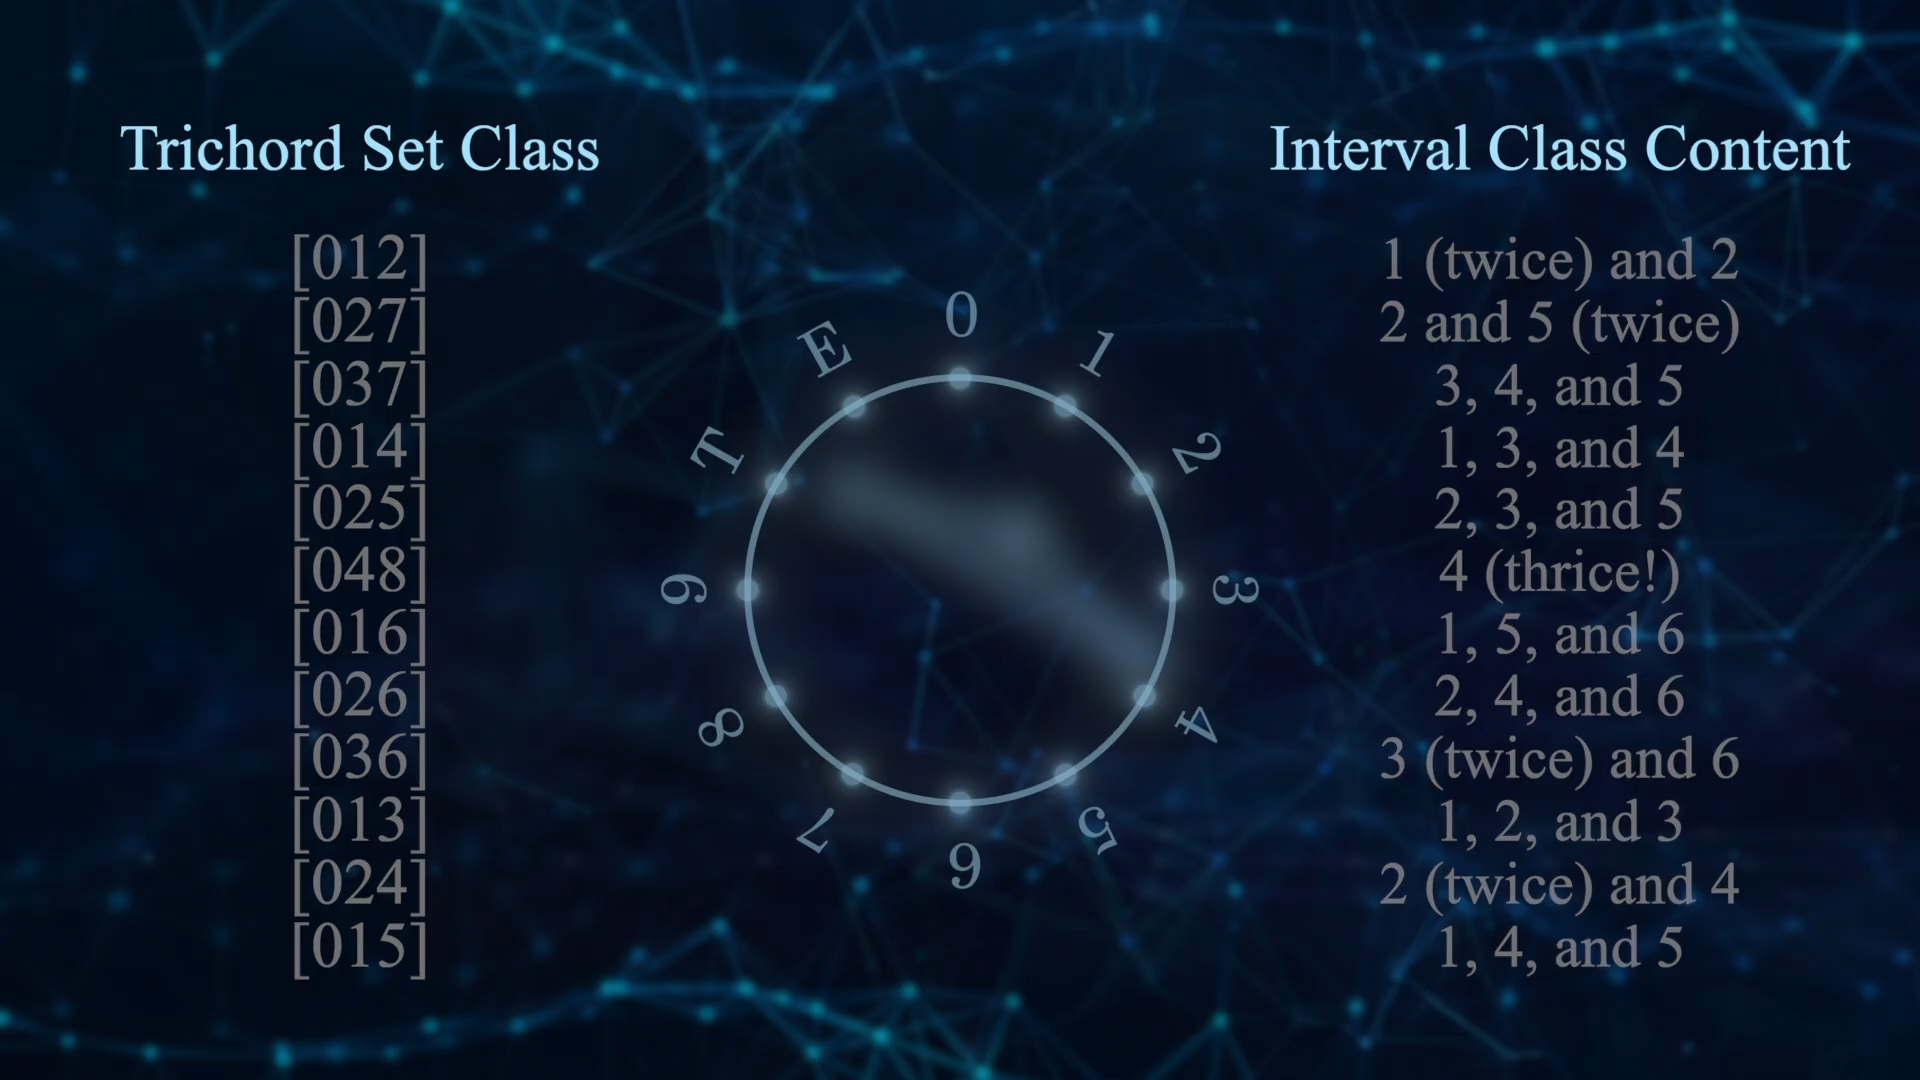 Trichord Set Class
[012]
[027]
[037]
[014]
[025]
[048]
[016]
[026]
[036]
[013]
[024]
[015]
0
1
2
3
4
5
6
7
8
9
T
E
Interval Class Content
1 (twice) and 2
2 and 5 (twice)
3, 4, and 5
1, 3, and 4
2, 3, and 5
4 (thrice!)
1, 5, and 6
2, 4, and 6
3 (twice) and 6
1, 2, and 3
2 (twice) and 4
1, 4, and 5